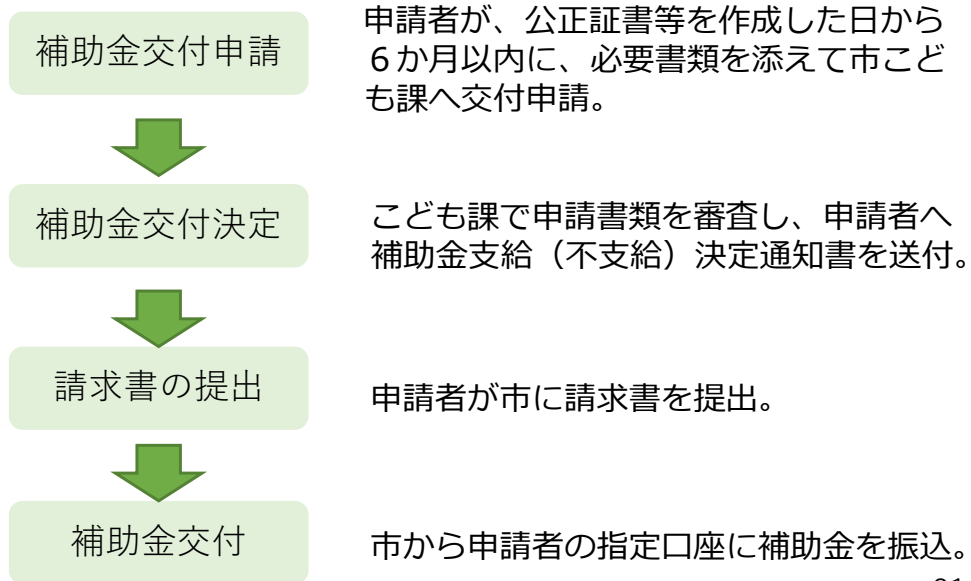 補助金交付申請
申請者が、公正証書等を作成した日から
６か月以内に、必要書類を添えて市こど
も課へ交付申請。
補助金交付決定
こども課で申請書類を審査し、申請者へ
補助金支給（不支給）決定通知書を送付。
請求書の提出
申請者が市に請求書を提出。
補助金交付
市から申請者の指定口座に補助金を振込。